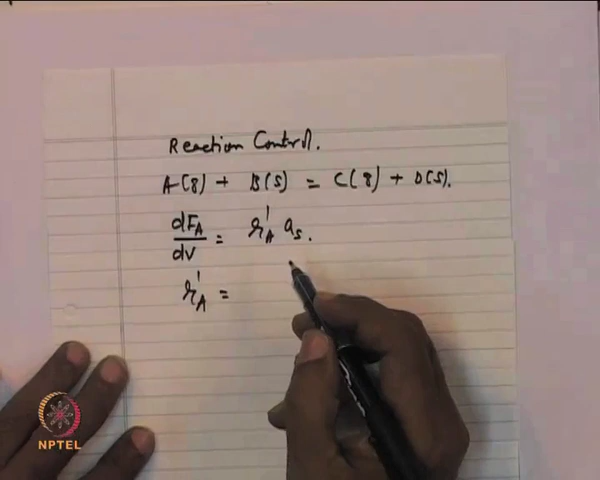 Reaction Control.
A(g) + B(s) = C(g) + D(s).
dF_A/dV = r'_A a_s.
r'_A =
NPTEL